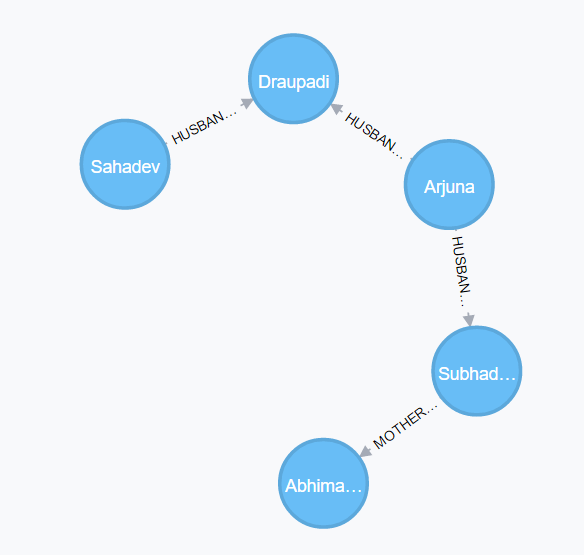 Draupadi
HUSBAN...
HUSBAN...
Sahadev
Arjuna
HUSBAN...
Subhad...
MOTHER...
Abhima...